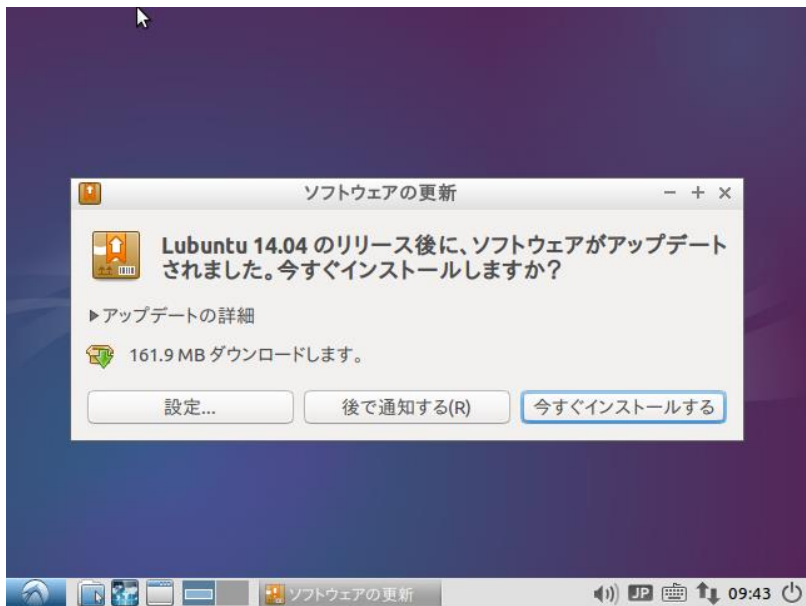 ソフトウェアの更新
Lubuntu 14.04 のリリース後に、ソフトウェアがアップデート
されました。今すぐインストールしますか?
▶アップデートの詳細
161.9 MB ダウンロードします。
設定... 後で通知する(R) 今すぐインストールする
ソフトウェアの更新 JP 09:43